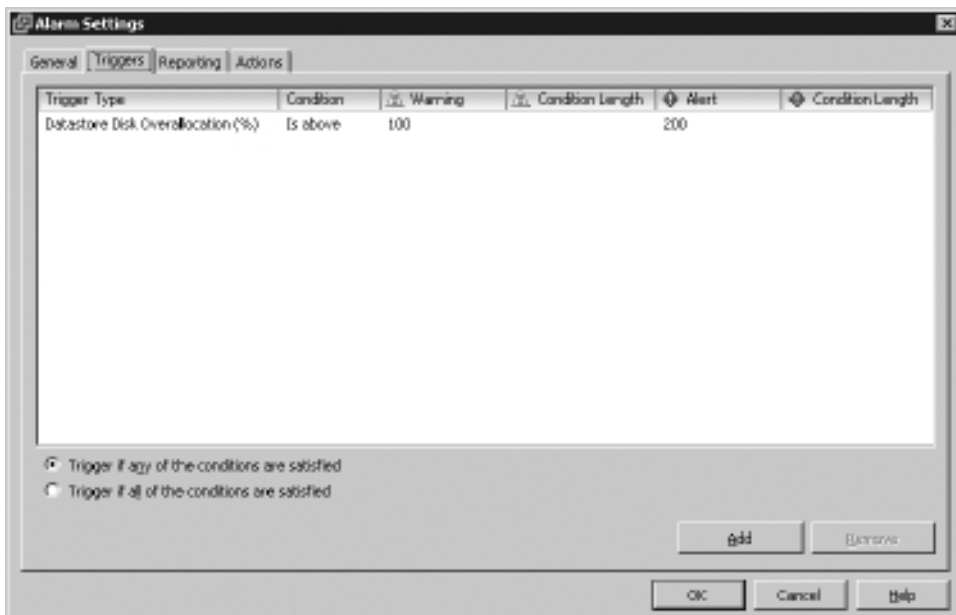 Alarm Settings
General Triggers Reporting Actions
Trigger Type Condition Warning Condition Length Alert Condition Length
Datastore Disk Overallocation (%) Is above 100 200
Trigger if any of the conditions are satisfied
Trigger if all of the conditions are satisfied
Add Remove
OK Cancel Help